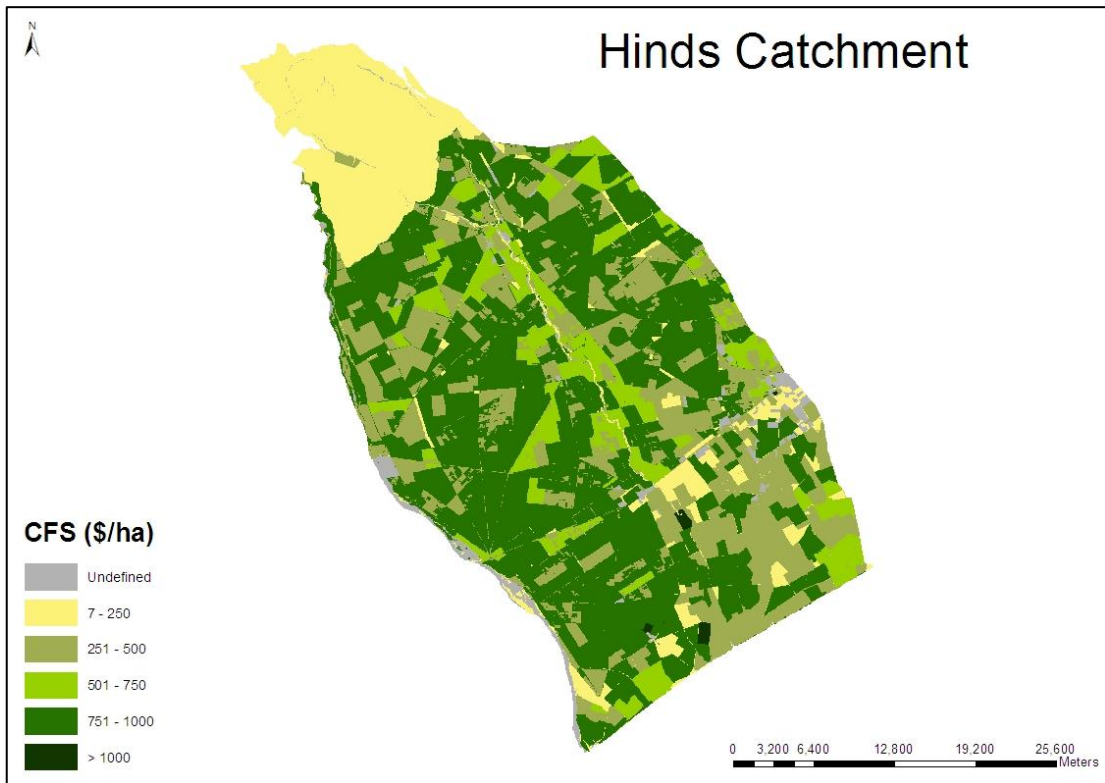 N
Hinds Catchment
CFS ($/ha)
Undefined
7 - 250
251 - 500
501 - 750
751 - 1000
> 1000
0 3,200 6,400 12,800 19,200 25,600
Meters